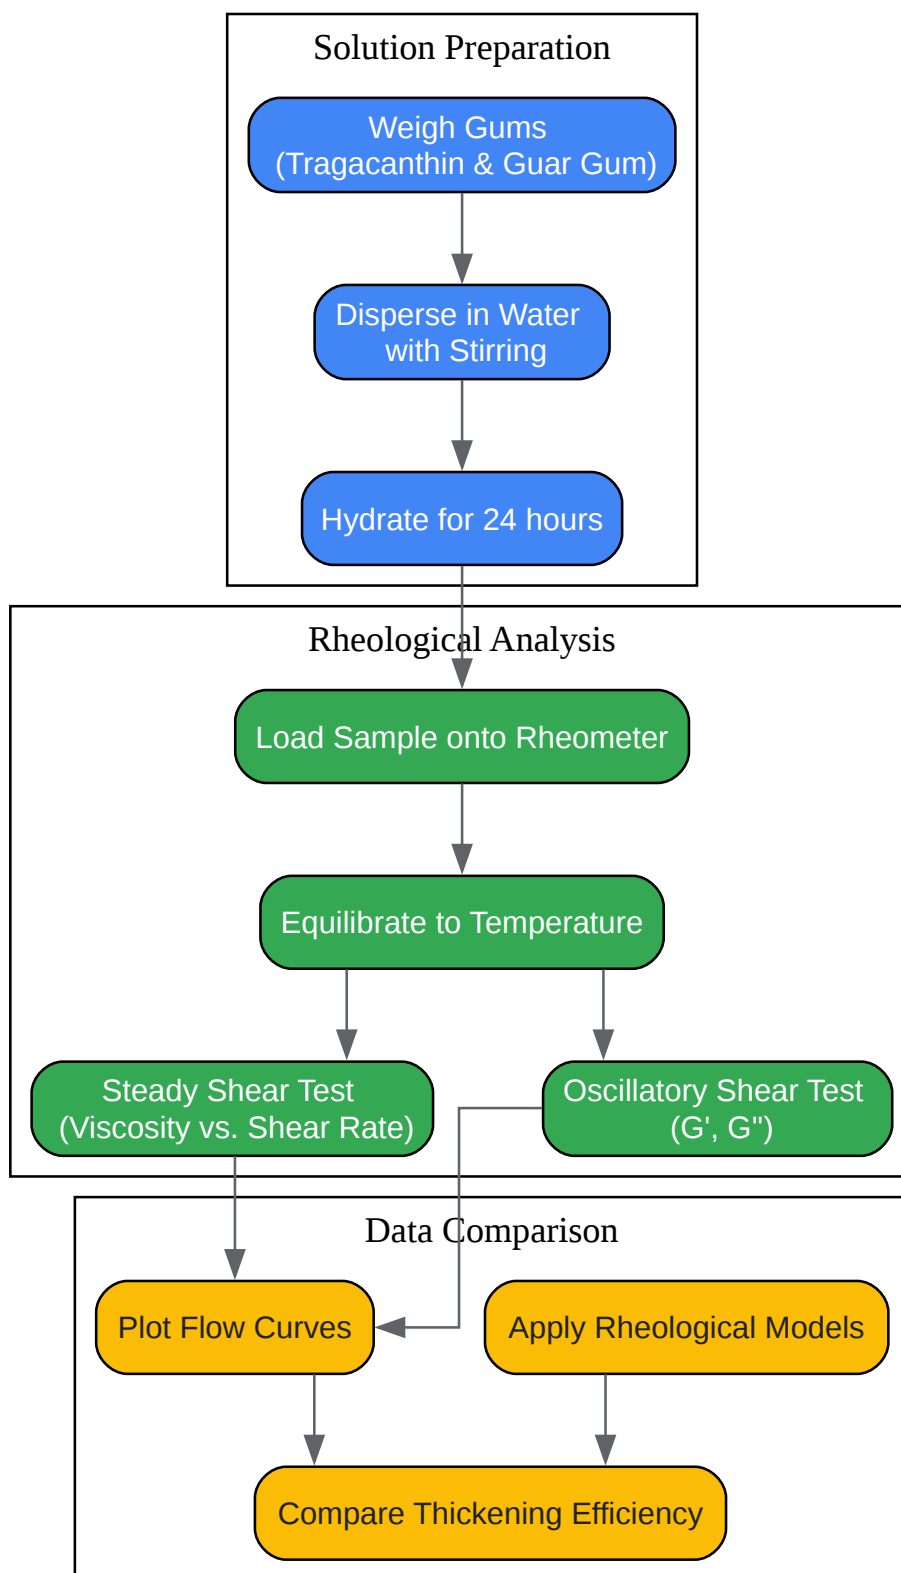 Solution Preparation
Weigh Gums
(Tragacanthin & Guar Gum)
Disperse in Water
with Stirring
Hydrate for 24 hours
Rheological Analysis
Load Sample onto Rheometer
Equilibrate to Temperature
Steady Shear Test
(Viscosity vs. Shear Rate)
Oscillatory Shear Test
(G', G'')
Data Comparison
Plot Flow Curves
Apply Rheological Models
Compare Thickening Efficiency